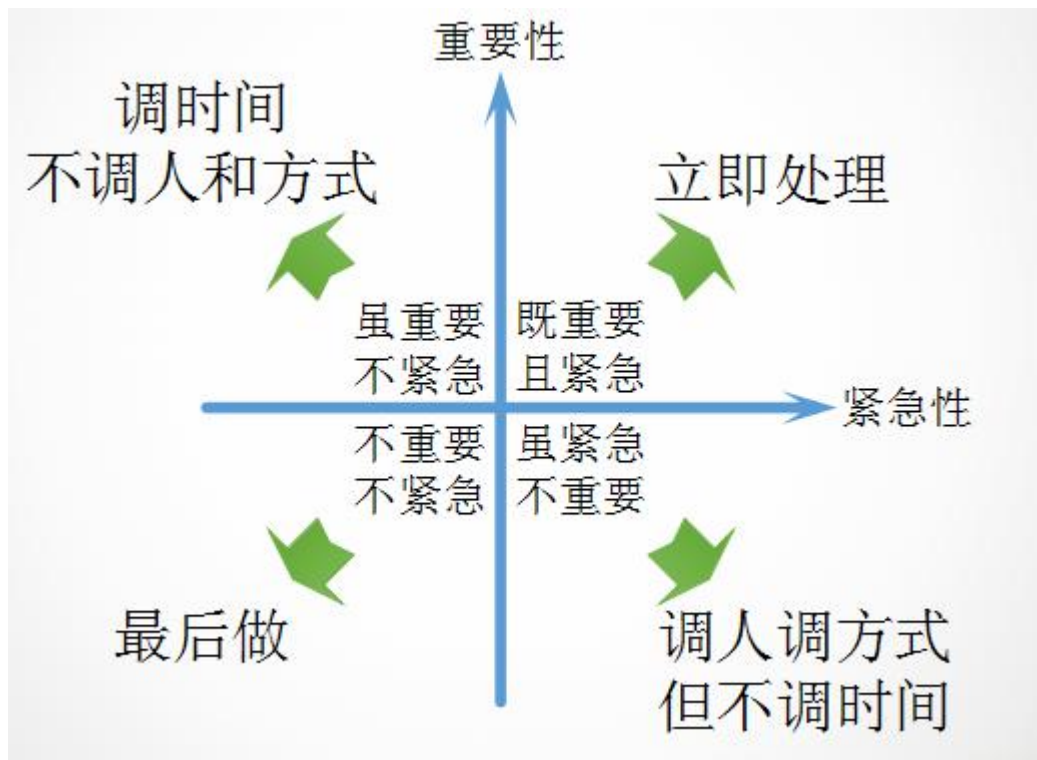 重要性
调时间
不调人和方式
立即处理
虽重要
不紧急
既重要
且紧急
紧急性
不重要
不紧急
虽紧急
不重要
最后做
调人调方式
但不调时间